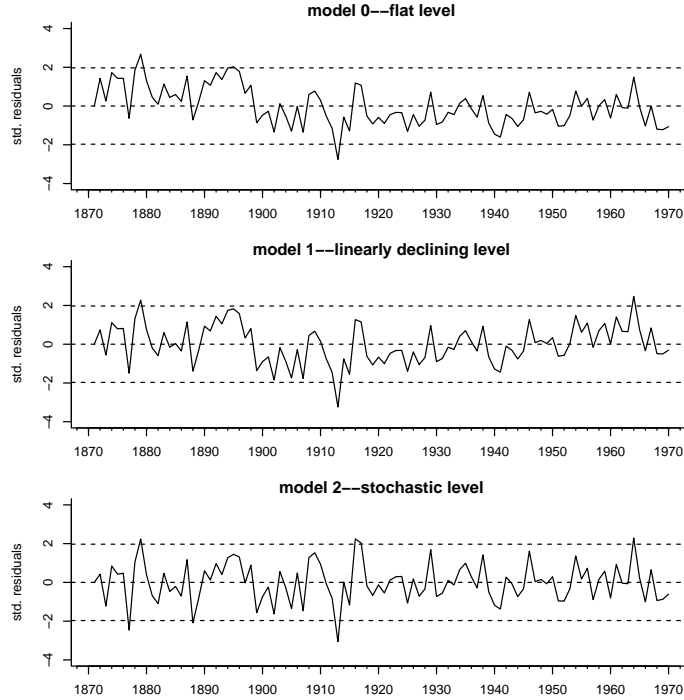 model 0−−flat level
4
2
0
−2
−4
std. residuals
1870 1880 1890 1900 1910 1920 1930 1940 1950 1960 1970
model 1−−linearly declining level
4
2
0
−2
−4
std. residuals
1870 1880 1890 1900 1910 1920 1930 1940 1950 1960 1970
model 2−−stochastic level
4
2
0
−2
−4
std. residuals
1870 1880 1890 1900 1910 1920 1930 1940 1950 1960 1970